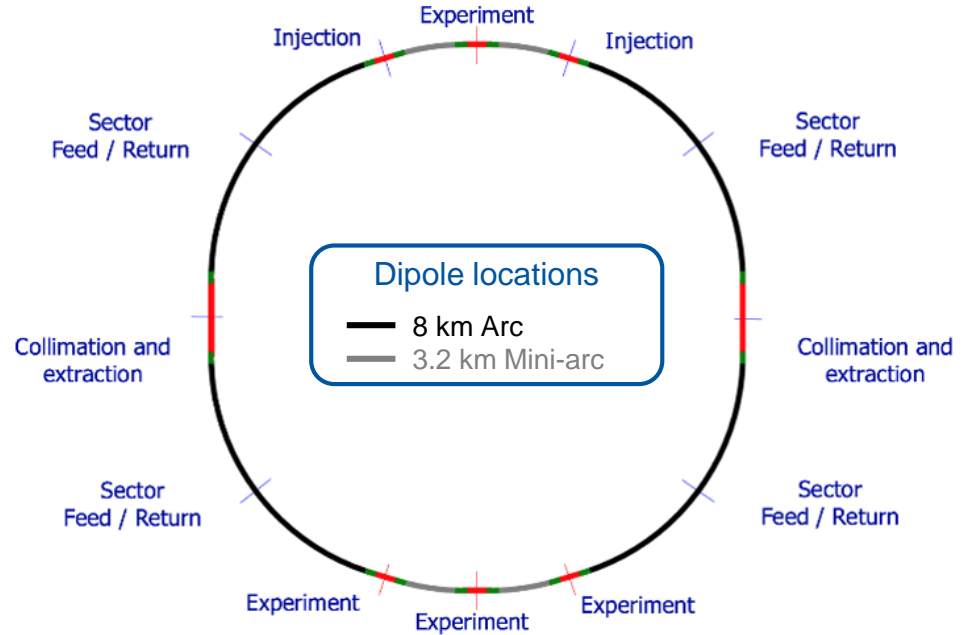 Experiment
Injection
Injection
Sector
Feed / Return
Sector
Feed / Return
Dipole locations
8 km Arc
3.2 km Mini-arc
Collimation and
extraction
Collimation and
extraction
Sector
Feed / Return
Sector
Feed / Return
Experiment
Experiment
Experiment